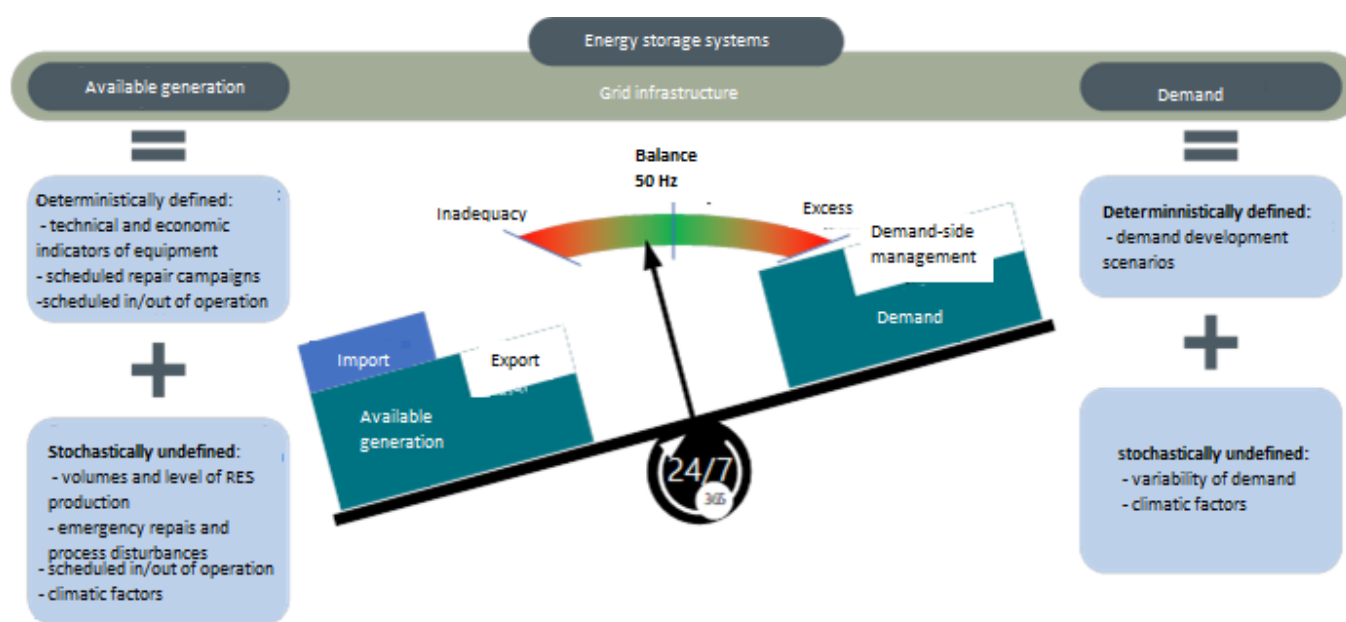 Energy storage systems
Available generation
Grid infrastructure
Demand
Deterministically defined:
- technical and economic
indicators of equipment
- scheduled repair campaigns
-scheduled in/out of operation
Stochastically undefined:
- volumes and level of RES
production
- emergency repais and
process disturbances
- scheduled in/out of operation
- climatic factors
Balance
50 Hz
Inadequacy
Excess
Import
Export
Available
generation
Demand-side
management
Demand
24/7
365
Determinnistically defined:
- demand development
scenarios
stochastically undefined:
- variability of demand
- climatic factors